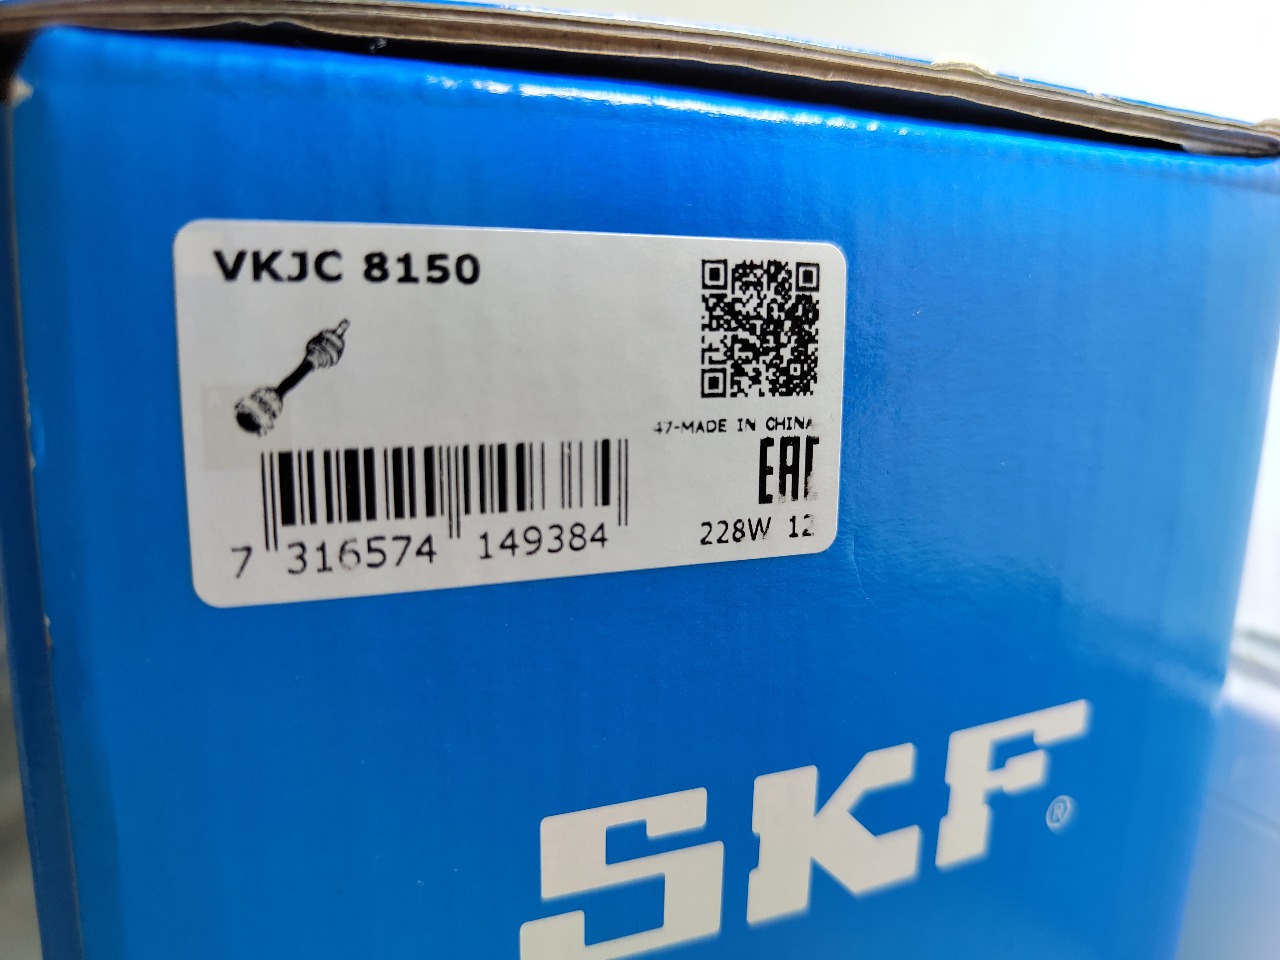 VKJC 8150
47-MADE IN CHINA
EAC
228W 12
7 316574 149384
SKF®